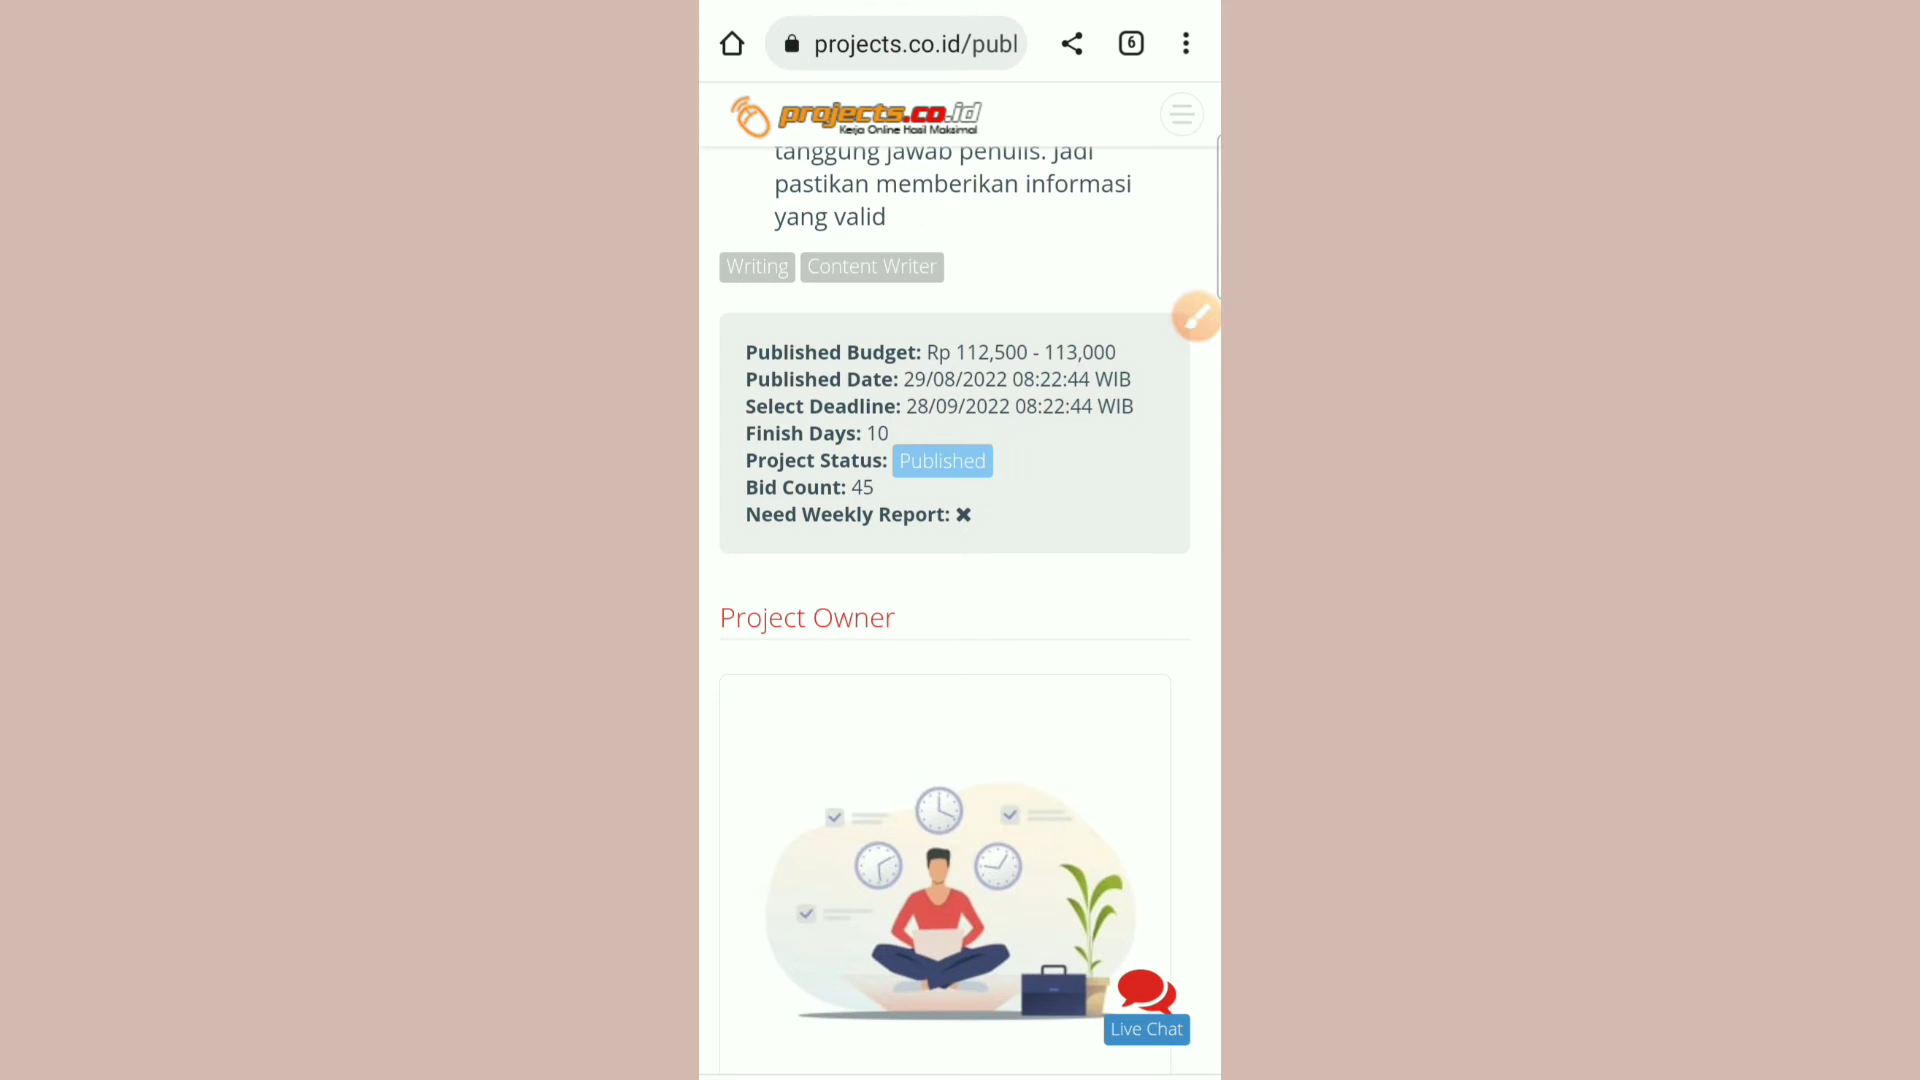 projects.co.id/publ
6
projects.co.id
Kerja Online Hasil Maksimal
tanggung jawab penulis. Jadi
pastikan memberikan informasi
yang valid
Writing Content Writer
Published Budget: Rp 112,500 - 113,000
Published Date: 29/08/2022 08:22:44 WIB
Select Deadline: 28/09/2022 08:22:44 WIB
Finish Days: 10
Project Status: Published
Bid Count: 45
Need Weekly Report: ✖
Project Owner
Live Chat